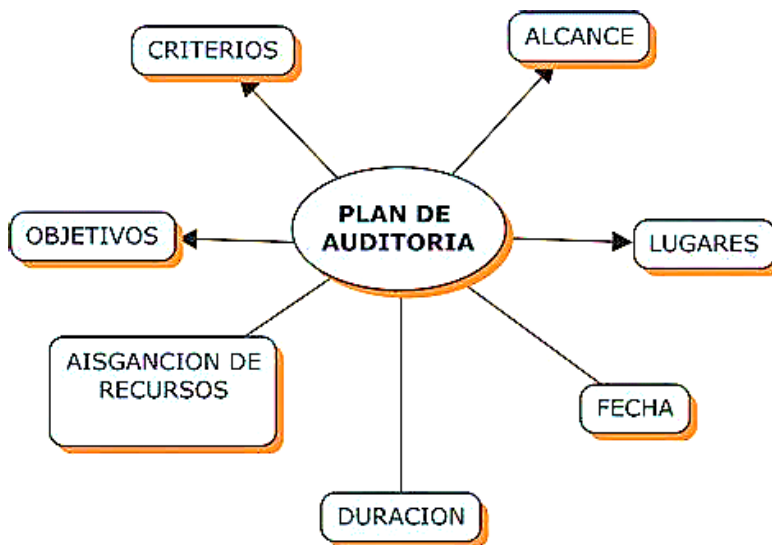 CRITERIOS
ALCANCE
PLAN DE
AUDITORIA
OBJETIVOS
LUGARES
AISGANCION DE
RECURSOS
FECHA
DURACION